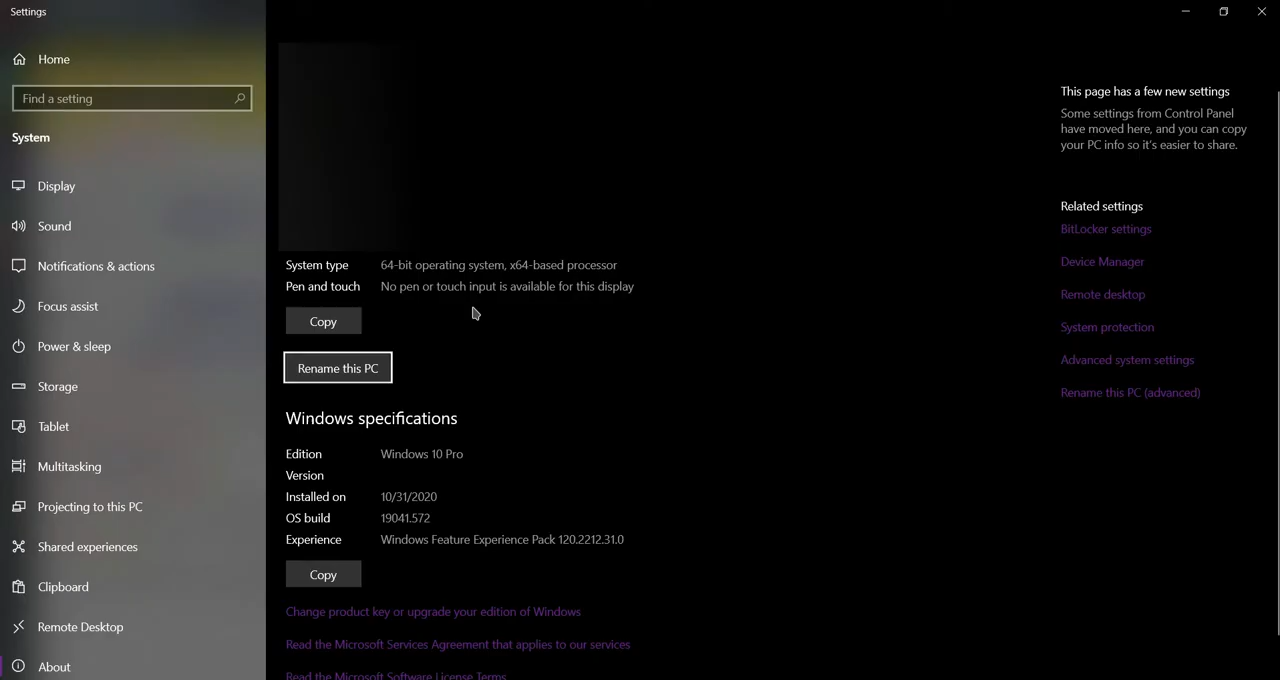 Settings
Home
Find a setting
System
Display
Sound
Notifications & actions
Focus assist
Power & sleep
Storage
Tablet
Multitasking
Projecting to this PC
Shared experiences
Clipboard
Remote Desktop
About
System type 64-bit operating system, x64-based processor
Pen and touch No pen or touch input is available for this display
Copy
Rename this PC
Windows specifications
Edition Windows 10 Pro
Version
Installed on 10/31/2020
OS build 19041.572
Experience Windows Feature Experience Pack 120.2212.31.0
Copy
Change product key or upgrade your edition of Windows
Read the Microsoft Services Agreement that applies to our services
Read the Microsoft Software License Terms
This page has a few new settings
Some settings from Control Panel
have moved here, and you can copy
your PC info so it's easier to share.
Related settings
BitLocker settings
Device Manager
Remote desktop
System protection
Advanced system settings
Rename this PC (advanced)